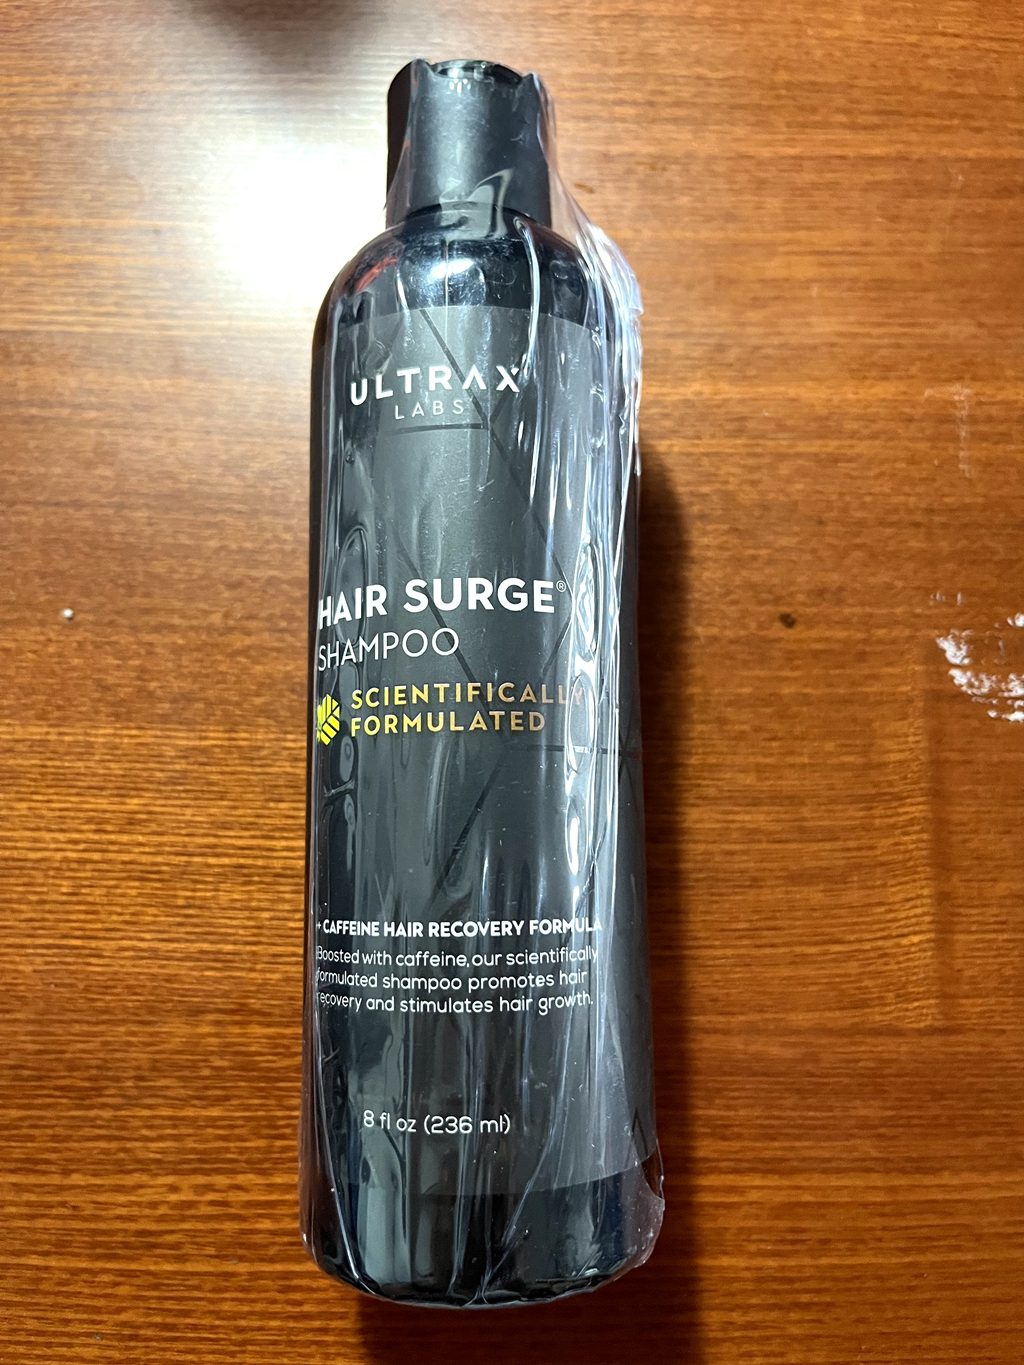 ULTRAX
LABS
HAIR SURGE®
SHAMPOO
SCIENTIFICALLY
FORMULATED
+ CAFFEINE HAIR RECOVERY FORMULA
Boosted with caffeine, our scientifically
formulated shampoo promotes hair
recovery and stimulates hair growth.
8 fl oz (236 ml)